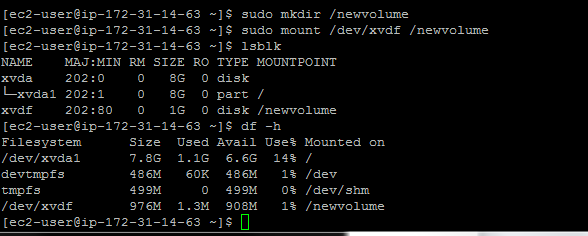 [ec2-user@ip-172-31-14-63 ~]$ sudo mkdir /newvolume
[ec2-user@ip-172-31-14-63 ~]$ sudo mount /dev/xvdf /newvolume
[ec2-user@ip-172-31-14-63 ~]$ lsblk
NAME    MAJ:MIN RM SIZE RO TYPE MOUNTPOINT
xvda    202:0    0   8G  0 disk
└─xvda1 202:1    0   8G  0 part /
xvdf    202:80   0   1G  0 disk /newvolume
[ec2-user@ip-172-31-14-63 ~]$ df -h
Filesystem      Size  Used Avail Use% Mounted on
/dev/xvda1      7.8G  1.1G  6.6G  14% /
devtmpfs        486M   60K  486M   1% /dev
tmpfs           499M     0  499M   0% /dev/shm
/dev/xvdf       976M  1.3M  908M   1% /newvolume
[ec2-user@ip-172-31-14-63 ~]$